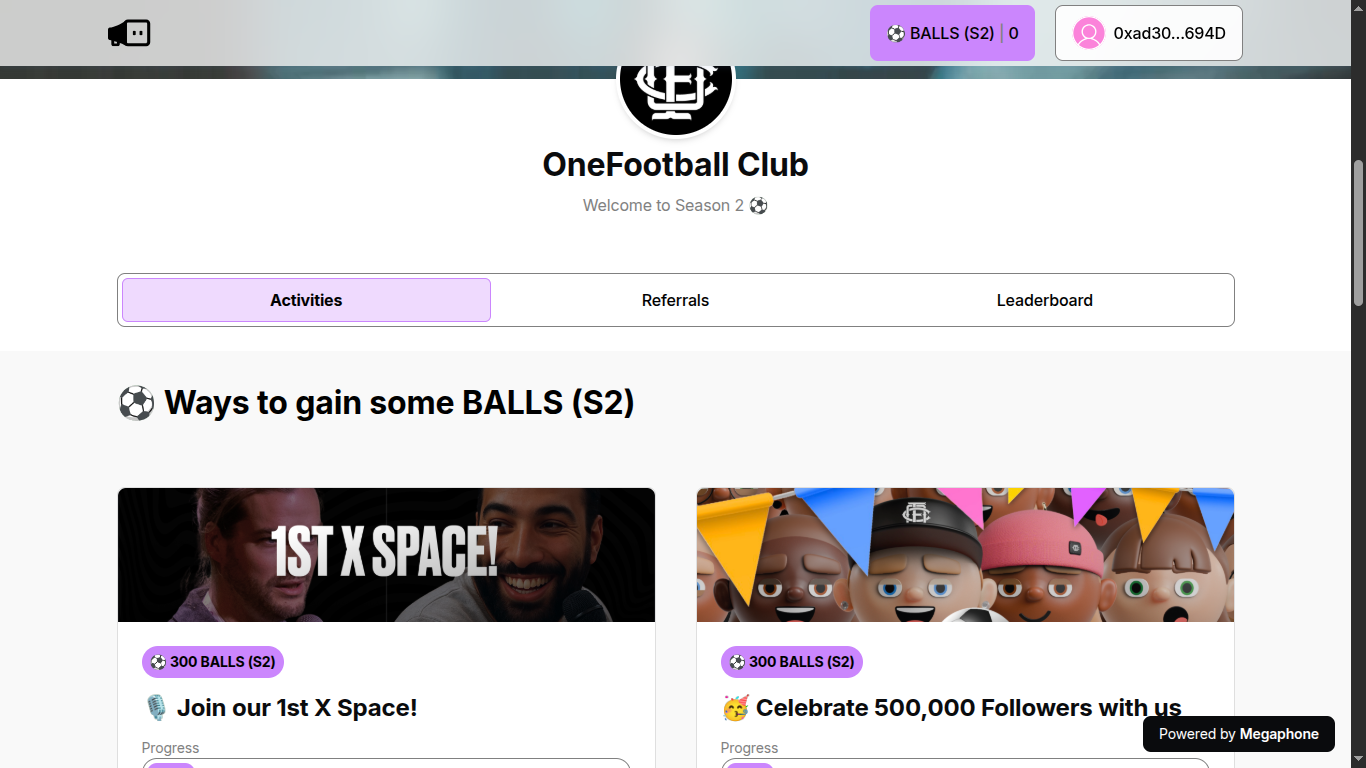 ⚽ BALLS (S2) | 0
0xad30...694D
OneFootball Club
Welcome to Season 2 ⚽
Activities
Referrals
Leaderboard
⚽ Ways to gain some BALLS (S2)
1ST X SPACE!
⚽ 300 BALLS (S2)
⚽ 300 BALLS (S2)
🎙️ Join our 1st X Space!
🥳 Celebrate 500,000 Followers with us
Progress
Progress
Powered by Megaphone